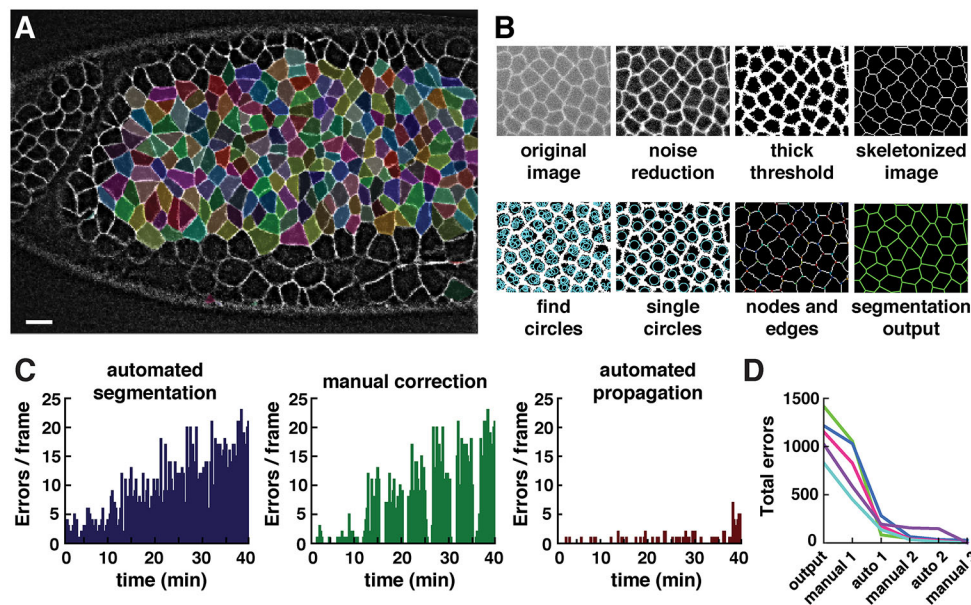 A
B
original
image
noise
reduction
thick
threshold
skeletonized
image
find
circles
single
circles
nodes and
edges
segmentation
output
C
automated
segmentation
Errors / frame
25
20
15
10
5
0
0 10 20 30 40
time (min)
manual correction
Errors / frame
25
20
15
10
5
0
0 10 20 30 40
time (min)
automated
propagation
Errors / frame
25
20
15
10
5
0
0 10 20 30 40
time (min)
D
Total errors
1500
1000
500
0
output
manual 1
auto 1
manual 2
auto 2